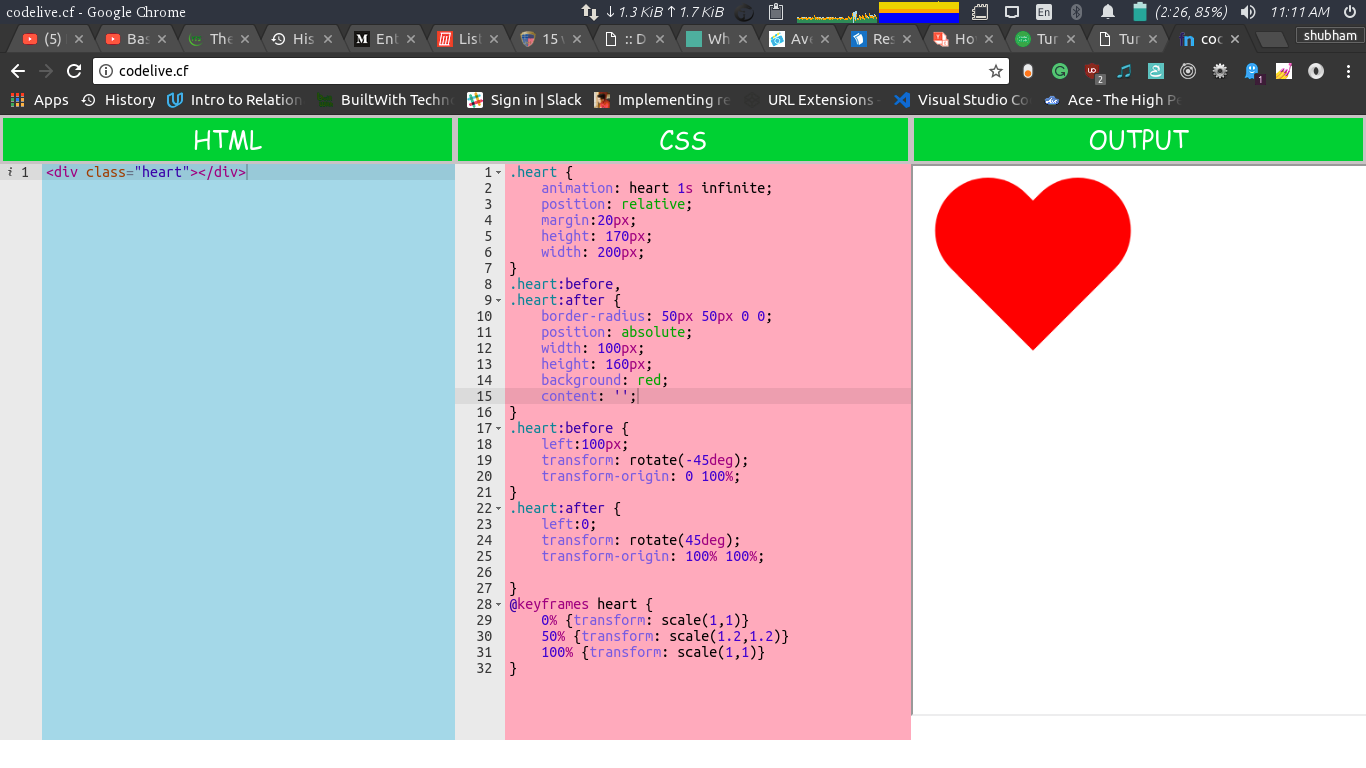 codelive.cf - Google Chrome
↓ 1.3 KiB ↑ 1.7 KiB
En
(2:26, 85%)
11:11 AM
(5)
Bas
The
His
Ent
List
15 v
:: D
Wh
Ave
Res
Ho
Tur
Tur
coc
shubham
codelive.cf
2
1
Apps
History
Intro to Relation
BuiltWith Techno
Sign in | Slack
Implementing re
URL Extensions -
Visual Studio Co
Ace - The High Pe
HTML
CSS
OUTPUT
i 1 <div class="heart"></div>
1 .heart {
2 animation: heart 1s infinite;
3 position: relative;
4 margin:20px;
5 height: 170px;
6 width: 200px;
7 }
8 .heart:before,
9 .heart:after {
10 border-radius: 50px 50px 0 0;
11 position: absolute;
12 width: 100px;
13 height: 160px;
14 background: red;
15 content: '';
16 }
17 .heart:before {
18 left:100px;
19 transform: rotate(-45deg);
20 transform-origin: 0 100%;
21 }
22 .heart:after {
23 left:0;
24 transform: rotate(45deg);
25 transform-origin: 100% 100%;
26
27 }
28 @keyframes heart {
29 0% {transform: scale(1,1)}
30 50% {transform: scale(1.2,1.2)}
31 100% {transform: scale(1,1)}
32 }